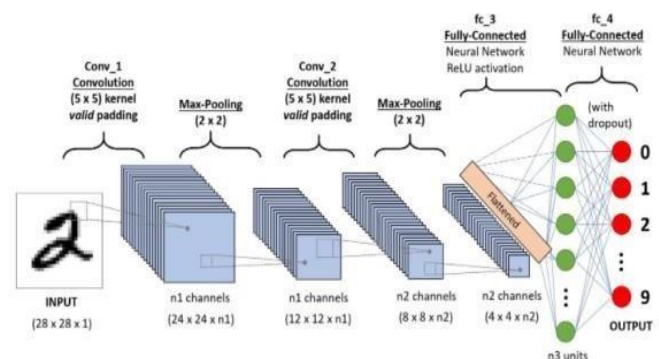 fc_3
Fully-Connected
Neural Network
ReLU activation
fc_4
Fully-Connected
Neural Network
Conv_1
Convolution
(5 x 5) kernel
valid padding
Max-Pooling
(2 x 2)
Conv_2
Convolution
(5 x 5) kernel
valid padding
Max-Pooling
(2 x 2)
(with
dropout)
Flattened
0
1
2
9
OUTPUT
2
INPUT
(28 x 28 x 1)
n1 channels
(24 x 24 x n1)
n1 channels
(12 x 12 x n1)
n2 channels
(8 x 8 x n2)
n2 channels
(4 x 4 x n2)
n3 units